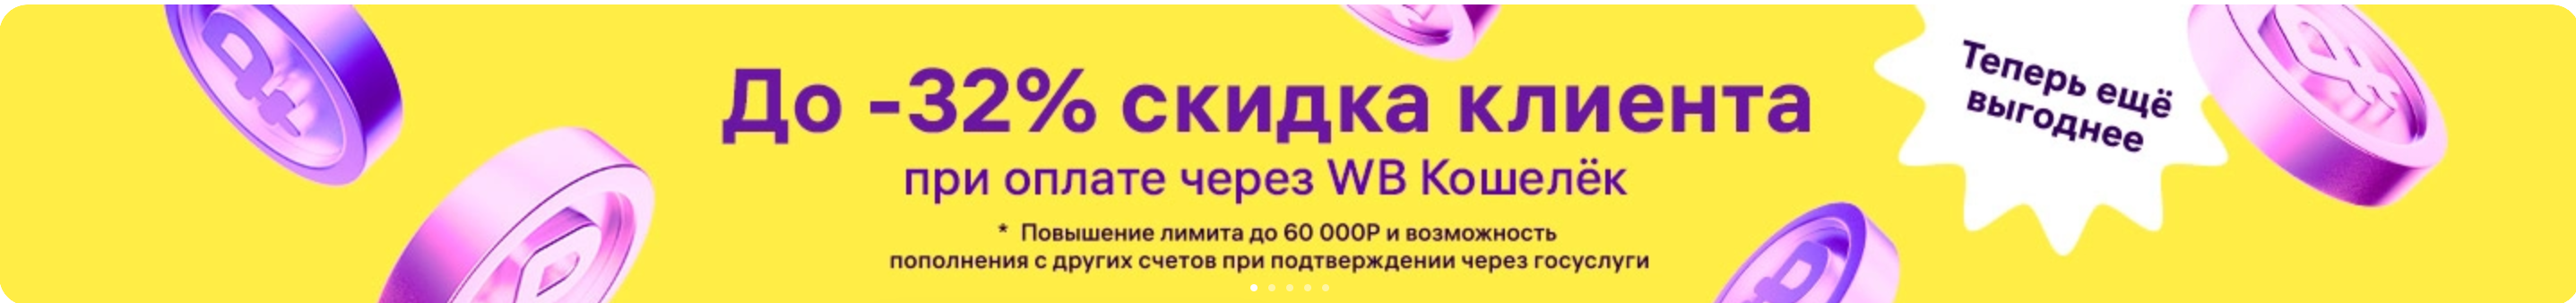 До -32% скидка клиента
при оплате через WB Кошелёк
* Повышение лимита до 60 000Р и возможность
пополнения с других счетов при подтверждении через госуслуги
Теперь ещё
выгоднее